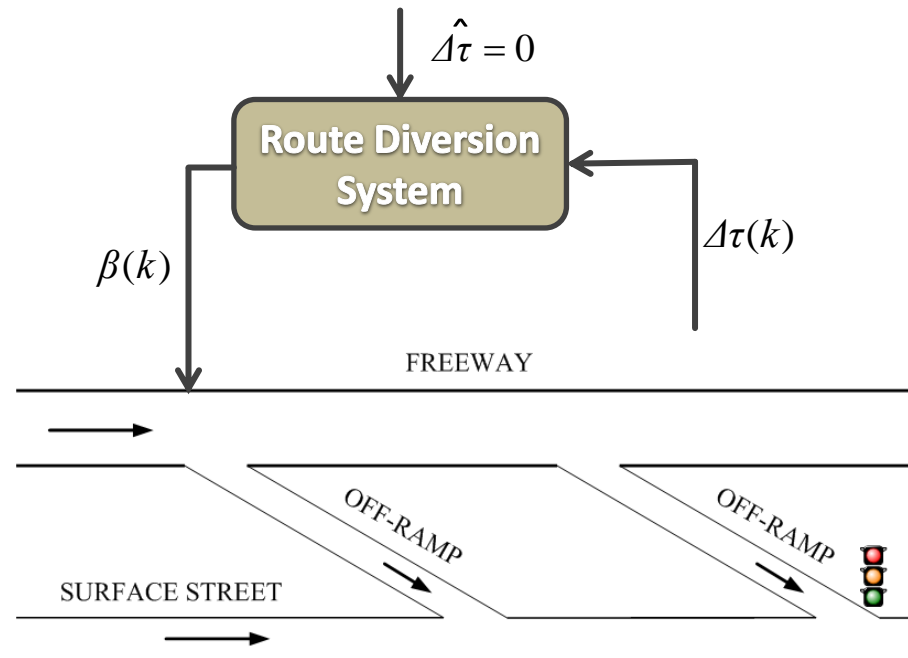 Δτ̂ = 0
Route Diversion
System
β(k)
Δτ(k)
FREEWAY
OFF-RAMP
OFF-RAMP
SURFACE STREET